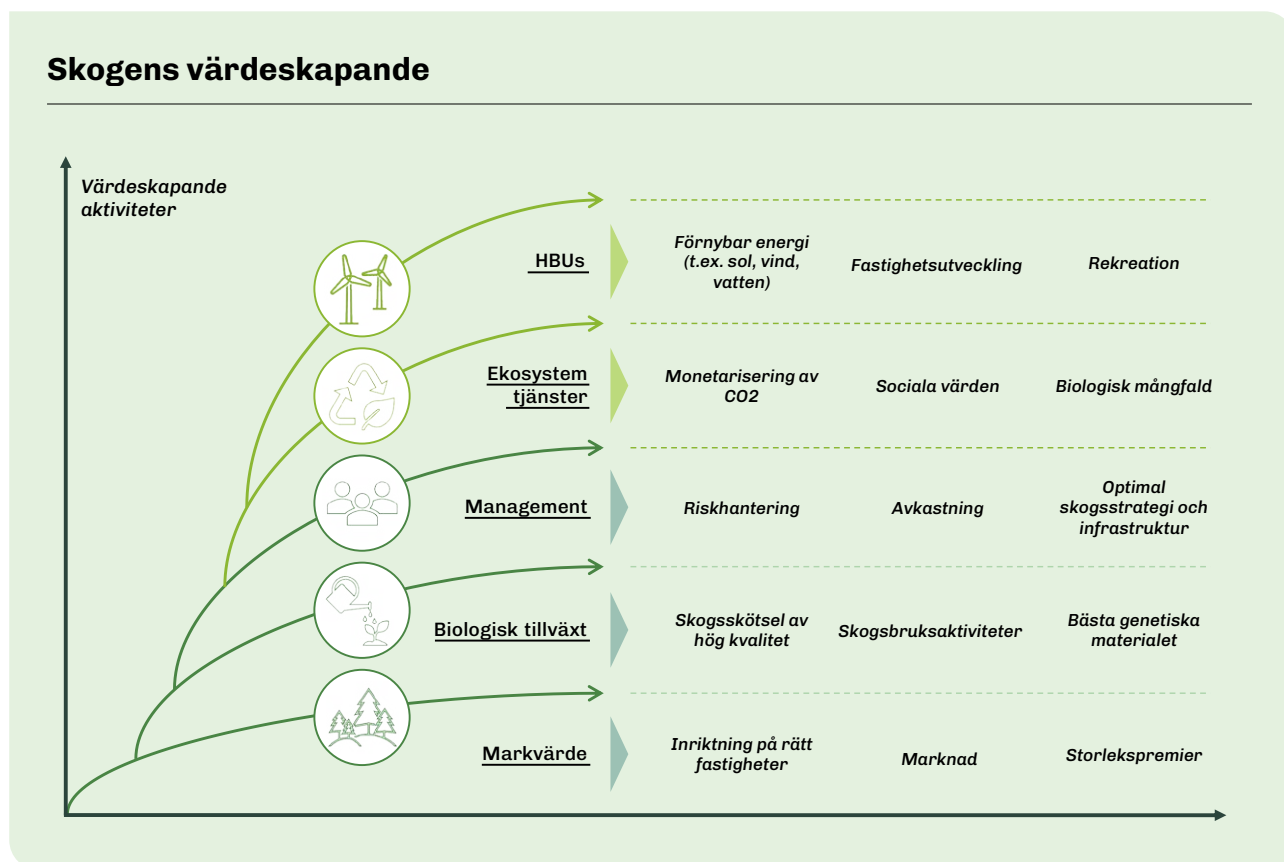 Skogens värdeskapande
Värdeskapande
aktiviteter
HBUs
Förnybar energi
(t.ex. sol, vind,
vatten)
Fastighetsutveckling
Rekreation
Ekosystem
tjänster
Monetarisering av
CO2
Sociala värden
Biologisk mångfald
Management
Riskhantering
Avkastning
Optimal
skogsstrategi och
infrastruktur
Biologisk tillväxt
Skogsskötsel av
hög kvalitet
Skogsbruksaktiviteter
Bästa genetiska
materialet
Markvärde
Inriktning på rätt
fastigheter
Marknad
Storlekspremier